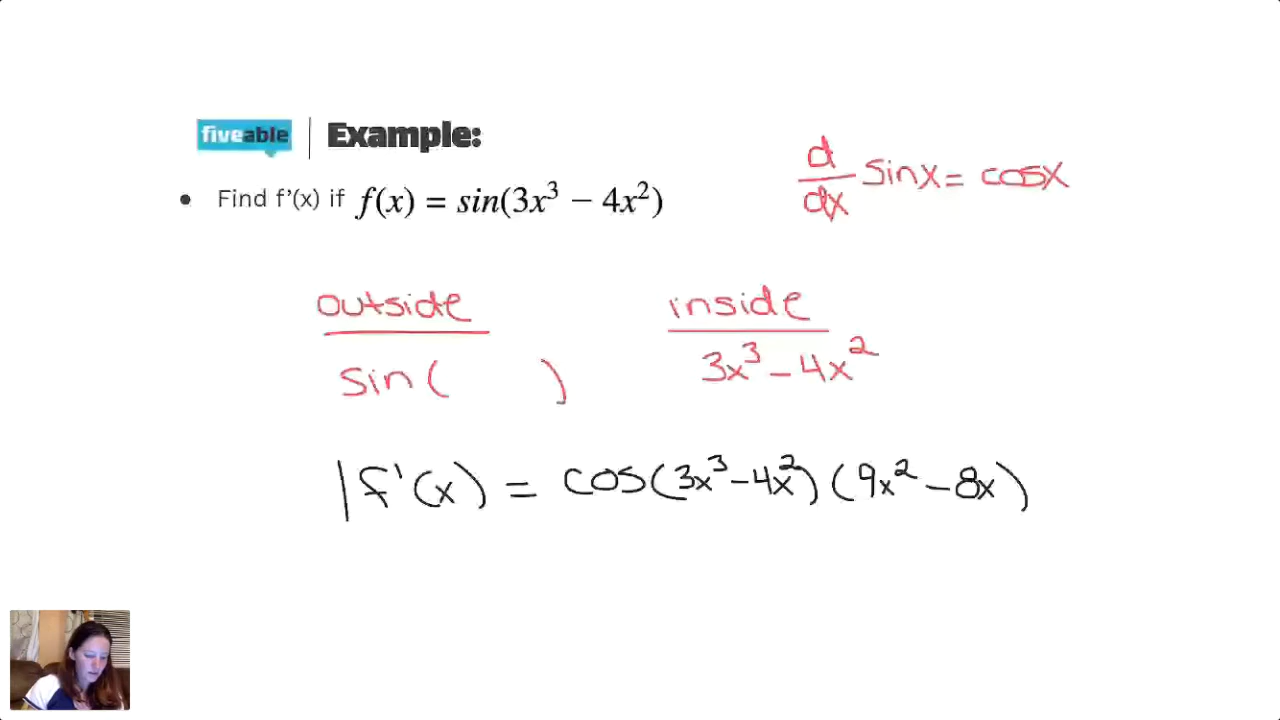 fiveable | Example:
• Find f'(x) if f(x) = sin(3x³ − 4x²)
d/dx sinx = cosx
outside
inside
sin( )
3x³ − 4x²
|f'(x) = cos(3x³ − 4x²)(9x² − 8x)